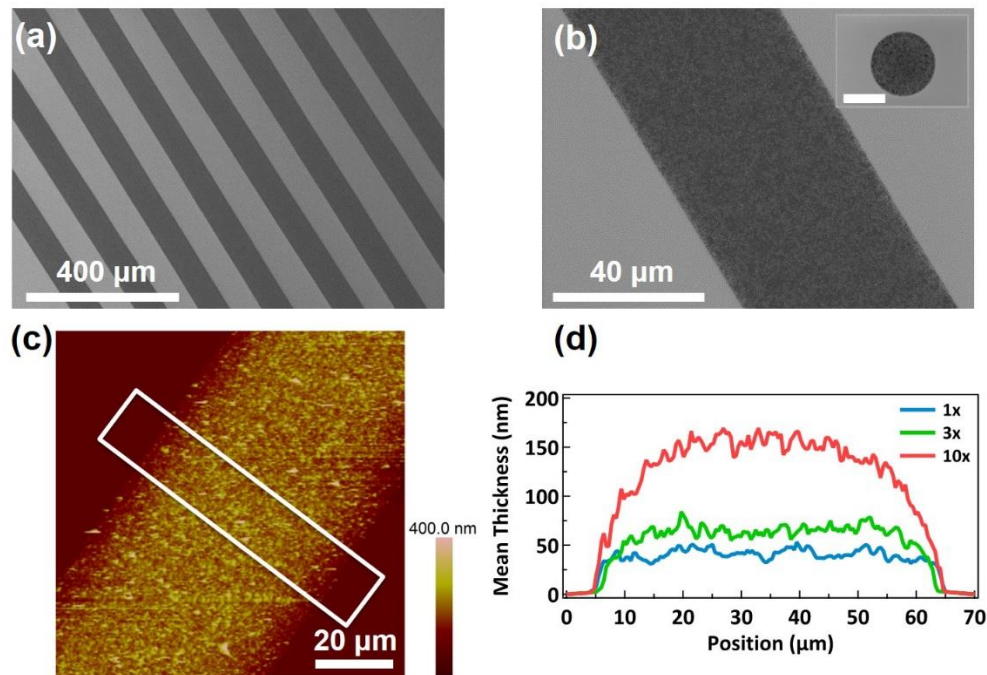 (a)
400 µm
(b)
40 µm
(c)
400.0 nm
20 µm
(d)
Mean Thickness (nm)
200
150
100
50
0
1x
3x
10x
0 10 20 30 40 50 60 70
Position (µm)